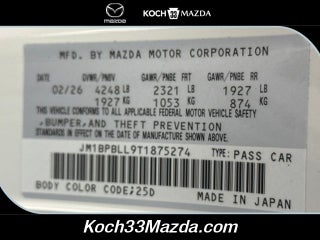 mazda
KOCH 33 MAZDA
MFD. BY MAZDA MOTOR CORPORATION
02/26 GVWR/PNBV GAWR/PNBE FRT GAWR/PNBE RR
4248 LB 2321 LB 1927 LB
1927 KG 1053 KG 874 KG
THIS VEHICLE CONFORMS TO ALL APPLICABLE FEDERAL MOTOR VEHICLE SAFETY
,BUMPER,AND THEFT PREVENTION
STANDARDS IN EFFECT ON THE DATE OF MANUFACTURE SHOWN ABOVE.
JM1BPBLL9T1875274 TYPE:PASS CAR
BODY COLOR CODE:25D MADE IN JAPAN
Koch33Mazda.com